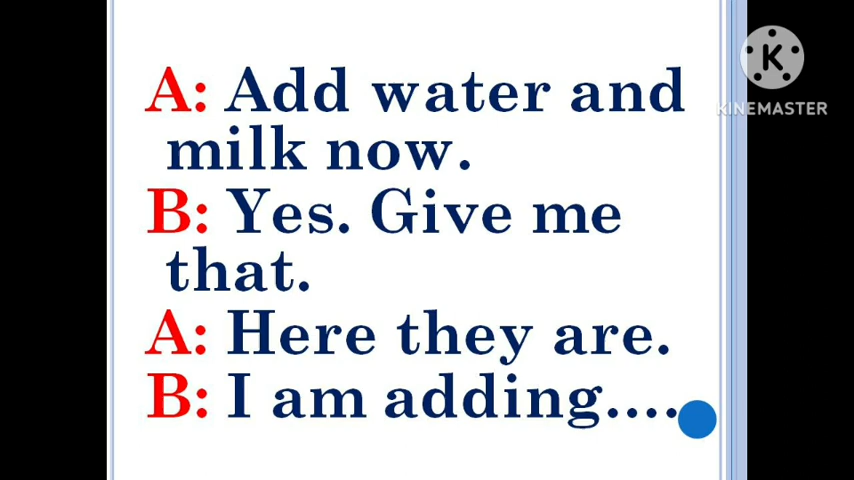 A: Add water and
milk now.
B: Yes. Give me
that.
A: Here they are.
B: I am adding....
K
KINEMASTER